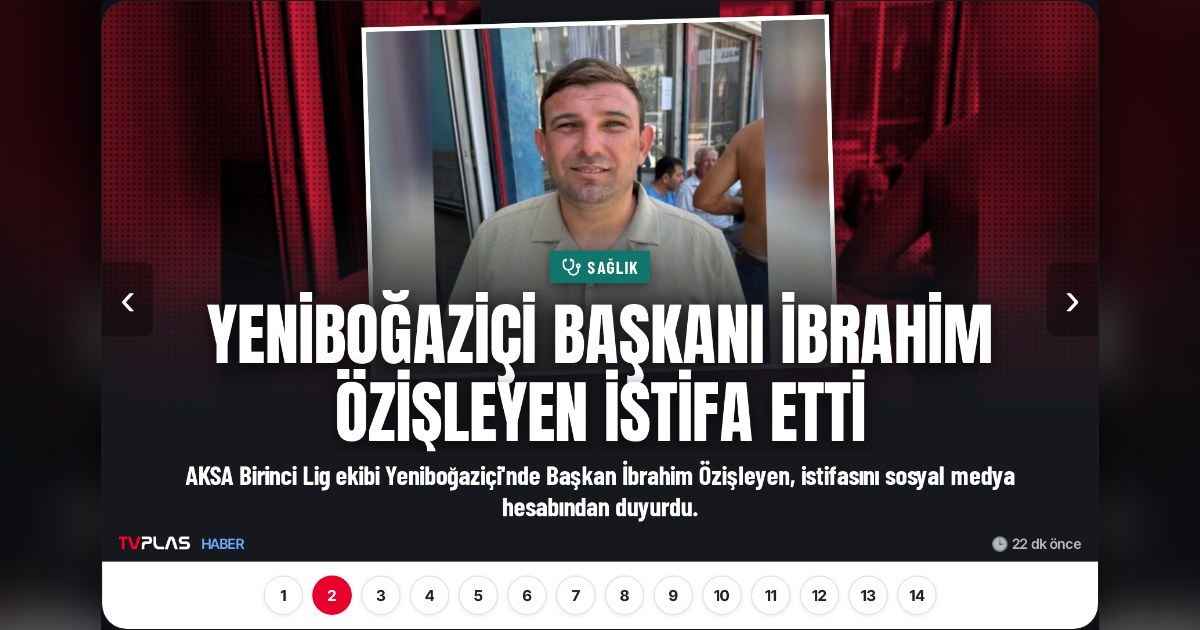 SAĞLIK
YENİBOĞAZİÇİ BAŞKANI İBRAHİM
ÖZİŞLEYEN İSTİFA ETTİ
AKSA Birinci Lig ekibi Yeniboğaziçi'nde Başkan İbrahim Özişleyen, istifasını sosyal medya
hesabından duyurdu.
TVPLAS HABER
22 dk önce
1 2 3 4 5 6 7 8 9 10 11 12 13 14